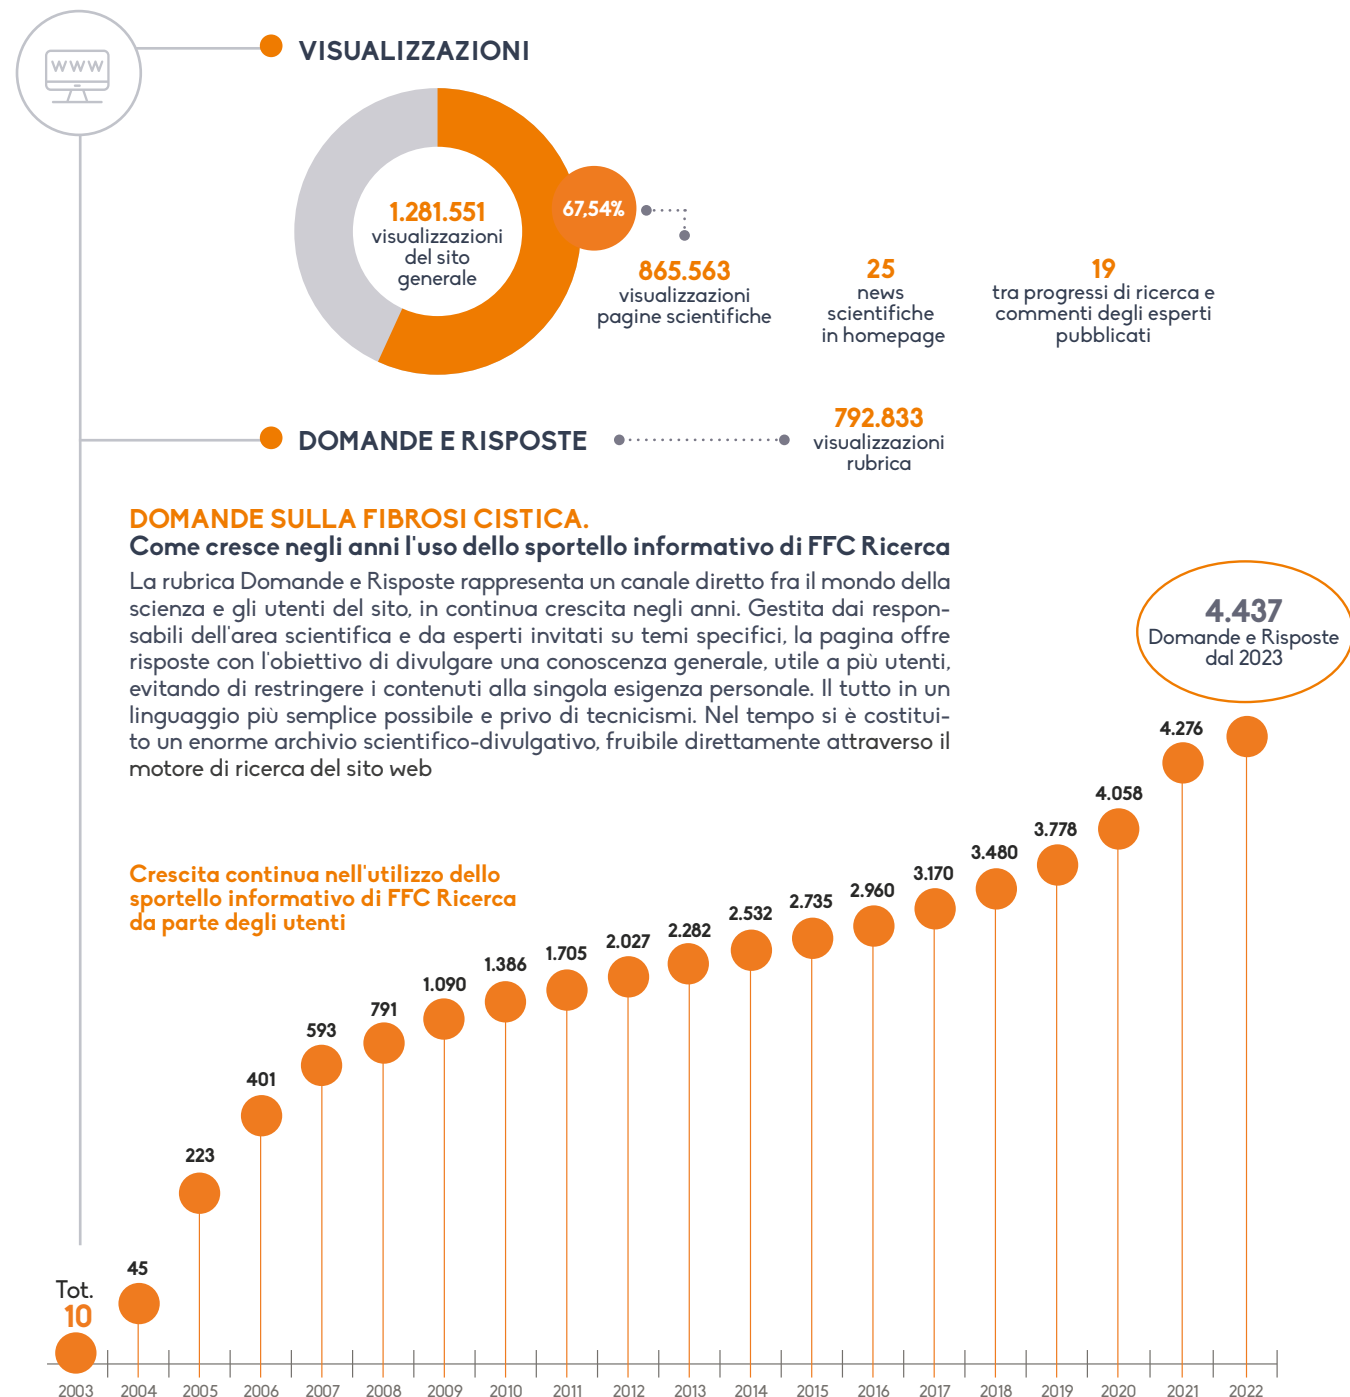 WWW
VISUALIZZAZIONI
1.281.551
visualizzazioni
del sito
generale
67,54%
865.563
visualizzazioni
pagine scientifiche
25
news
scientifiche
in homepage
19
tra progressi di ricerca e
commenti degli esperti
pubblicati
DOMANDE E RISPOSTE
792.833
visualizzazioni
rubrica
DOMANDE SULLA FIBROSI CISTICA.
Come cresce negli anni l'uso dello sportello informativo di FFC Ricerca
La rubrica Domande e Risposte rappresenta un canale diretto fra il mondo della
scienza e gli utenti del sito, in continua crescita negli anni. Gestita dai respon-
sabili dell'area scientifica e da esperti invitati su temi specifici, la pagina offre
risposte con l'obiettivo di divulgare una conoscenza generale, utile a più utenti,
evitando di restringere i contenuti alla singola esigenza personale. Il tutto in un
linguaggio più semplice possibile e privo di tecnicismi. Nel tempo si è costitui-
to un enorme archivio scientifico-divulgativo, fruibile direttamente attraverso il
motore di ricerca del sito web
4.437
Domande e Risposte
dal 2023
Crescita continua nell'utilizzo dello
sportello informativo di FFC Ricerca
da parte degli utenti
Tot.
10
45
223
401
593
791
1.090
1.386
1.705
2.027
2.282
2.532
2.735
2.960
3.170
3.480
3.778
4.058
4.276
2003 2004 2005 2006 2007 2008 2009 2010 2011 2012 2013 2014 2015 2016 2017 2018 2019 2020 2021 2022